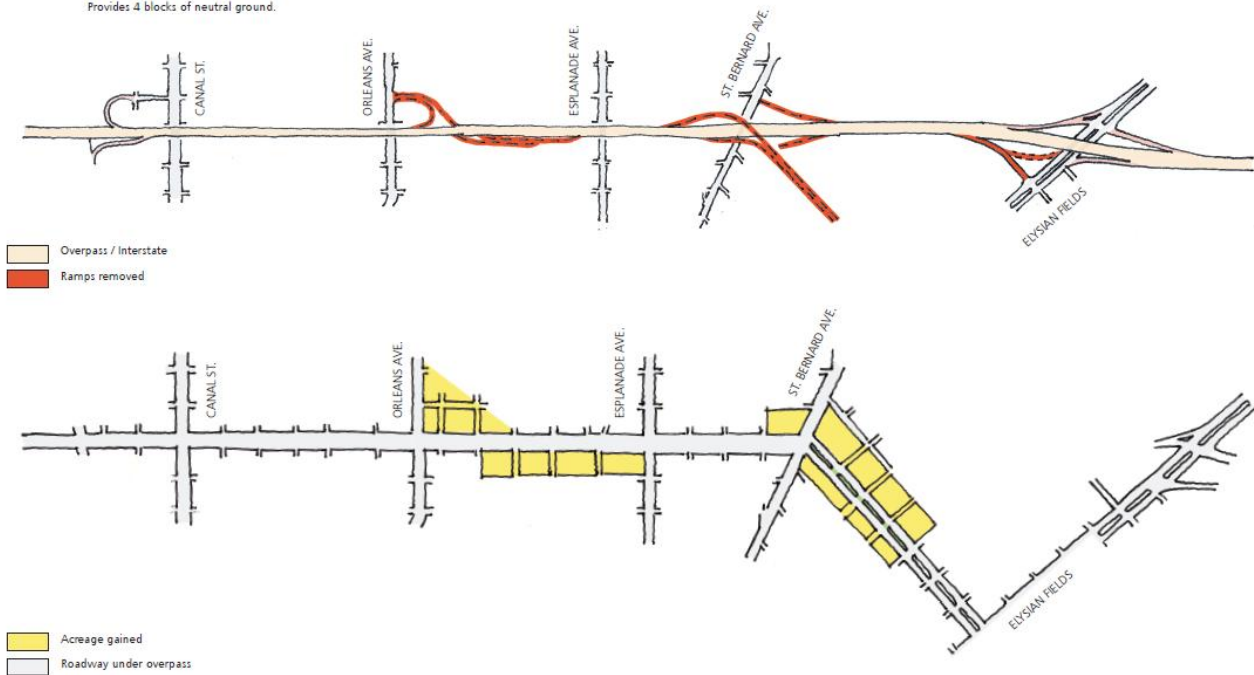 Provides 4 blocks of neutral ground.
CANAL ST.
ORLEANS AVE.
ESPLANADE AVE.
ST. BERNARD AVE.
ELYSIAN FIELDS
Overpass / Interstate
Ramps removed
CANAL ST.
ORLEANS AVE.
ESPLANADE AVE.
ST. BERNARD AVE.
ELYSIAN FIELDS
Acreage gained
Roadway under overpass